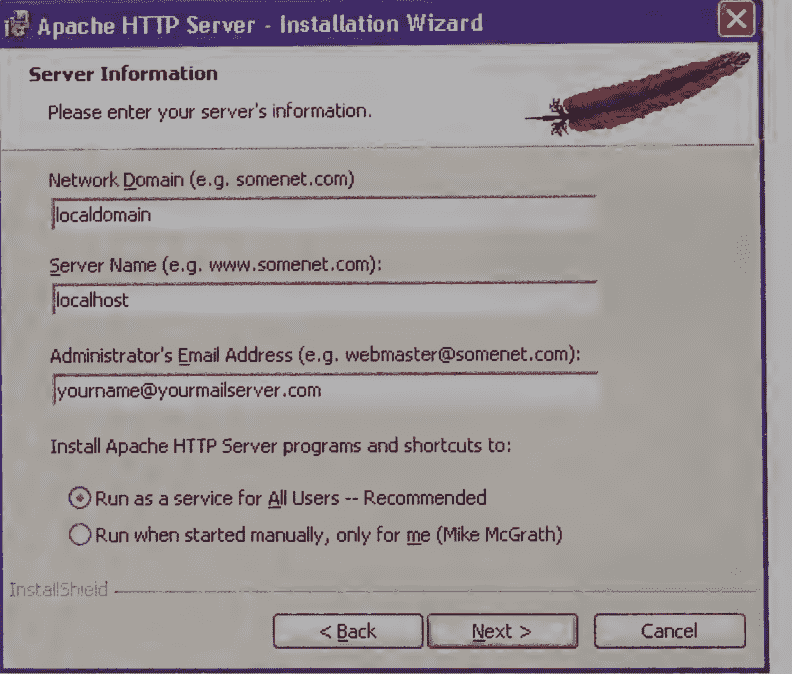 Apache HTTP Server - Installation Wizard
Server Information
Please enter your server's information.
Network Domain (e.g. somenet.com)
localdomain
Server Name (e.g. www.somenet.com):
localhost
Administrator's Email Address (e.g. webmaster@somenet.com):
yourname@yourmailserver.com
Install Apache HTTP Server programs and shortcuts to:
Run as a service for All Users -- Recommended
Run when started manually, only for me (Mike McGrath)
InstallShield
< Back Next > Cancel